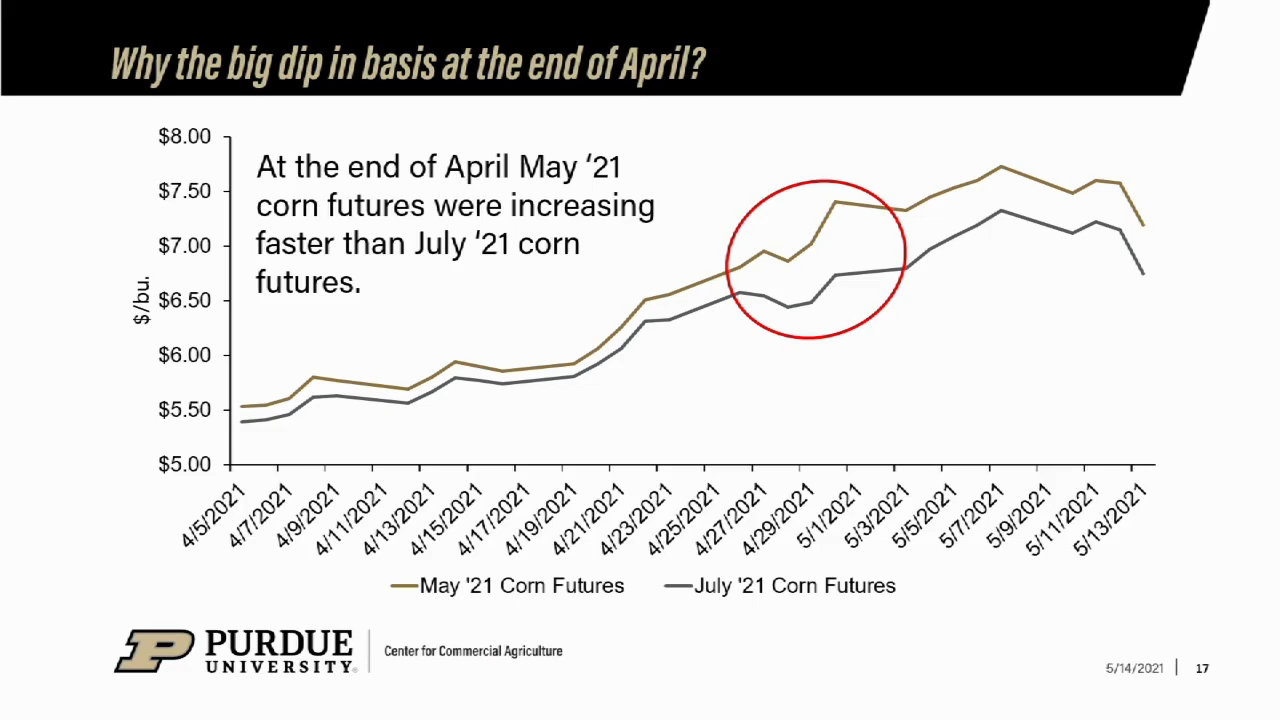 Why the big dip in basis at the end of April?
At the end of April May ‘21
corn futures were increasing
faster than July ‘21 corn
futures.
$/bu.
$8.00
$7.50
$7.00
$6.50
$6.00
$5.50
$5.00
4/5/2021
4/7/2021
4/9/2021
4/11/2021
4/13/2021
4/15/2021
4/17/2021
4/19/2021
4/21/2021
4/23/2021
4/25/2021
4/27/2021
4/29/2021
5/1/2021
5/3/2021
5/5/2021
5/7/2021
5/9/2021
5/11/2021
5/13/2021
May '21 Corn Futures
July '21 Corn Futures
P PURDUE
UNIVERSITY®
Center for Commercial Agriculture
5/14/2021 | 17